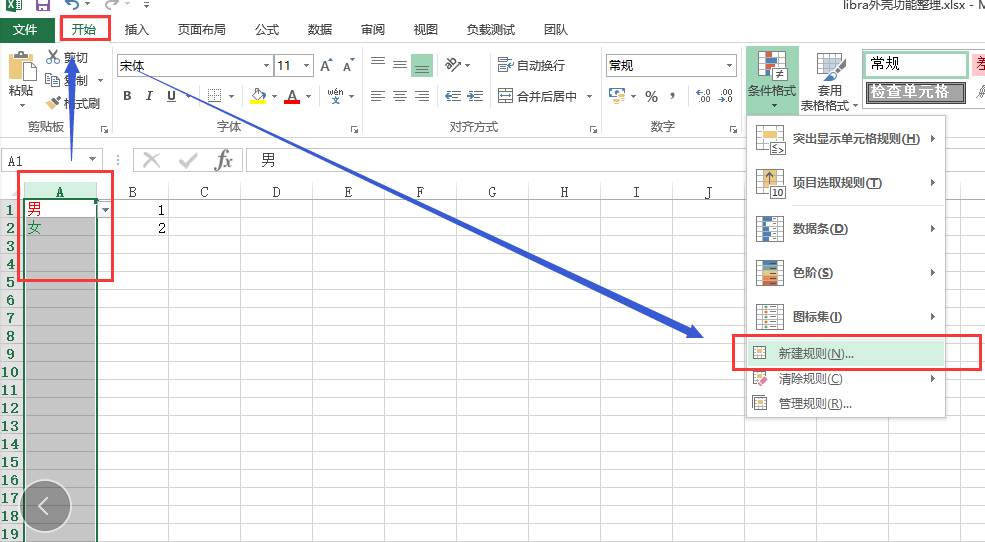 libra外壳功能整理.xlsx - M
文件 开始 插入 页面布局 公式 数据 审阅 视图 负载测试 团队
粘贴 剪切 复制 格式刷
剪贴板
宋体 11 A A
B I U A wén 文
字体
自动换行
合并后居中
对齐方式
常规
% , .00 .0
数字
条件格式
套用
表格格式
常规
检查单元格
A1 fx 男
A B C D E F G H I J
1 男 1
2 女 2
3
4
5
6
7
8
9
10
11
12
13
14
15
16
17
18
19
突出显示单元格规则(H)
项目选取规则(T)
数据条(D)
色阶(S)
图标集(I)
新建规则(N)...
清除规则(C)
管理规则(R)...